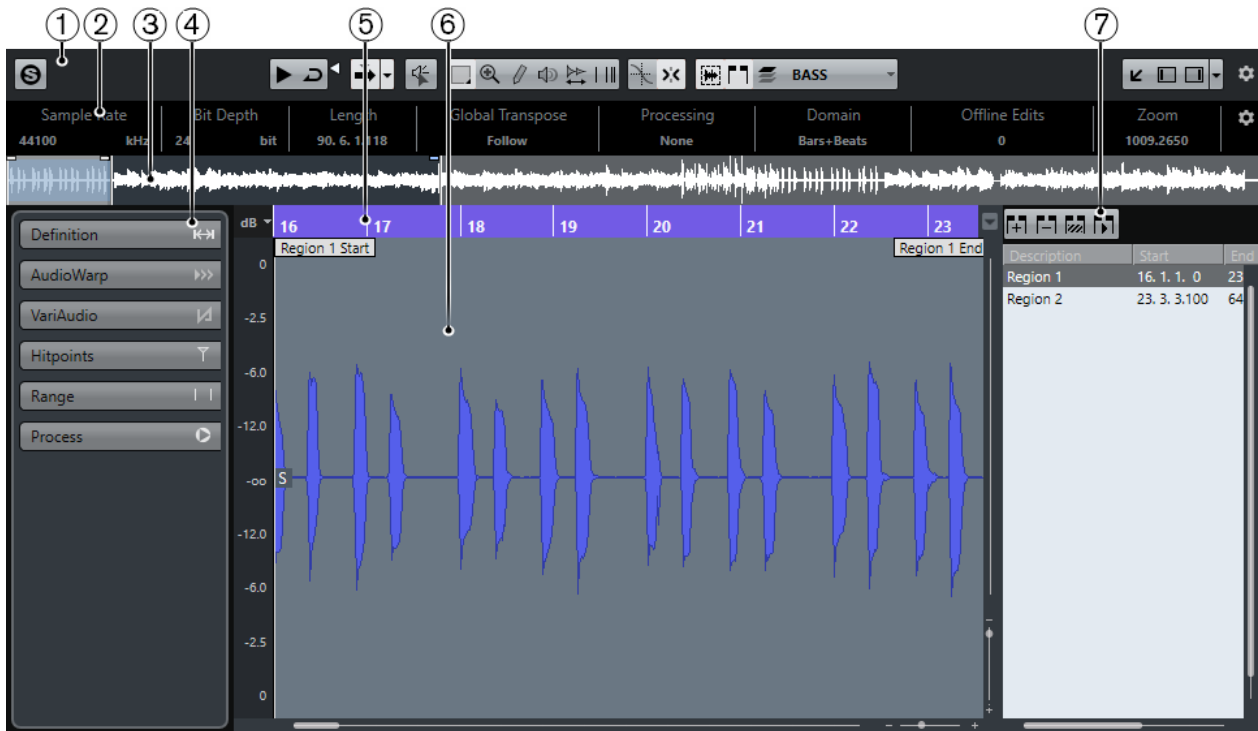 1 2 3 4 5 6 7
S BASS
Sample Rate Bit Depth Length Global Transpose Processing Domain Offline Edits Zoom
44100 kHz 24 bit 90. 6. 1.118 Follow None Bars+Beats 0 1009.2650
Definition
AudioWarp
VariAudio
Hitpoints
Range
Process
dB 16 17 18 19 20 21 22 23
Region 1 Start Region 1 End
0
-2.5
-6.0
-12.0
-oo S
-12.0
-6.0
-2.5
0
Description Start End
Region 1 16. 1. 1. 0 23
Region 2 23. 3. 3.100 64